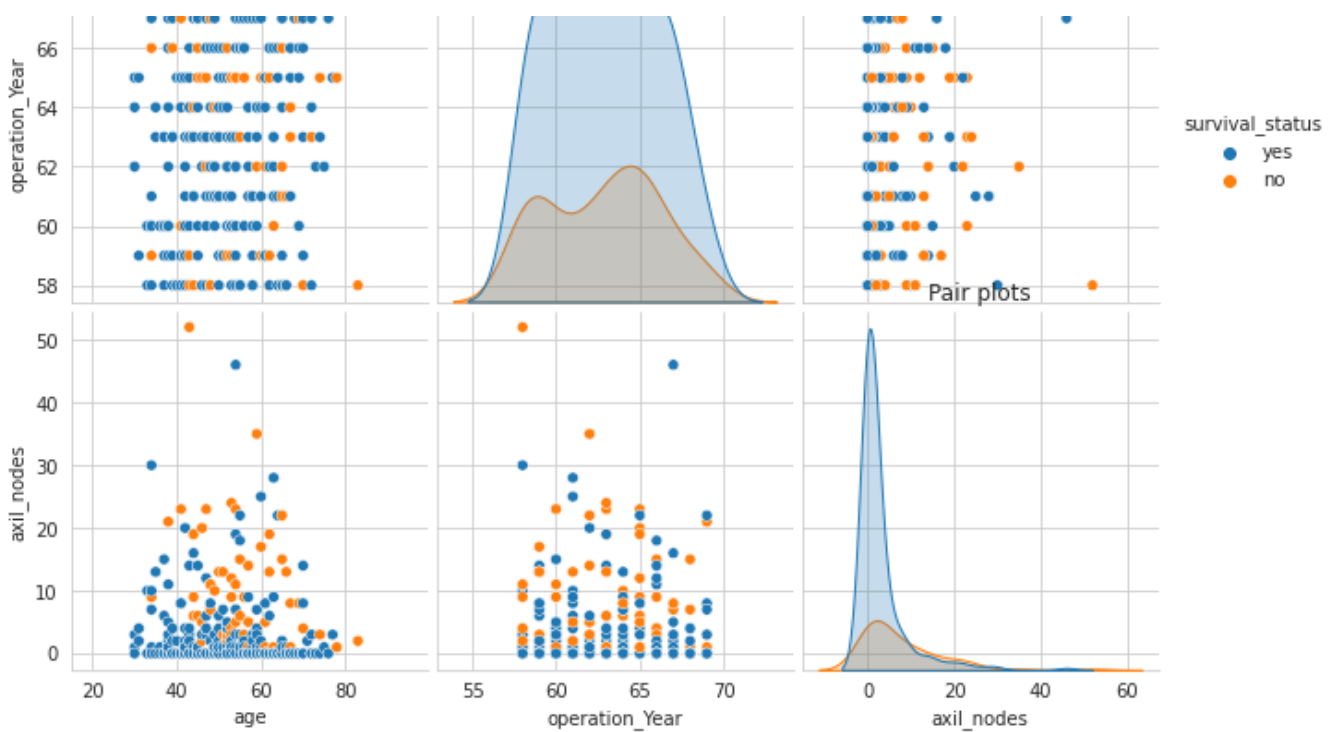 operation_Year
66
64
62
60
58
survival_status
yes
no
Pair plots
axil_nodes
50
40
30
20
10
0
20 40 60 80
55 60 65 70
0 20 40 60
age
operation_Year
axil_nodes